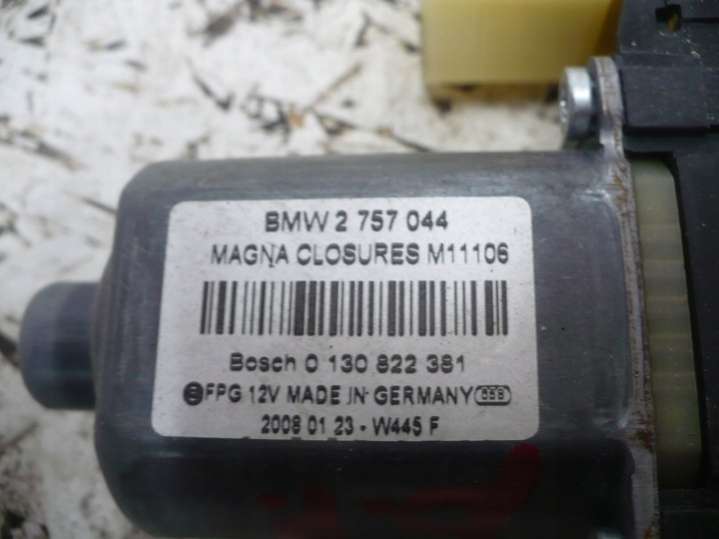 BMW 2 757 044
MAGNA CLOSURES M11106
Bosch 0 130 822 381
FPG 12V MADE IN GERMANY
2008 01 23 - W445 F